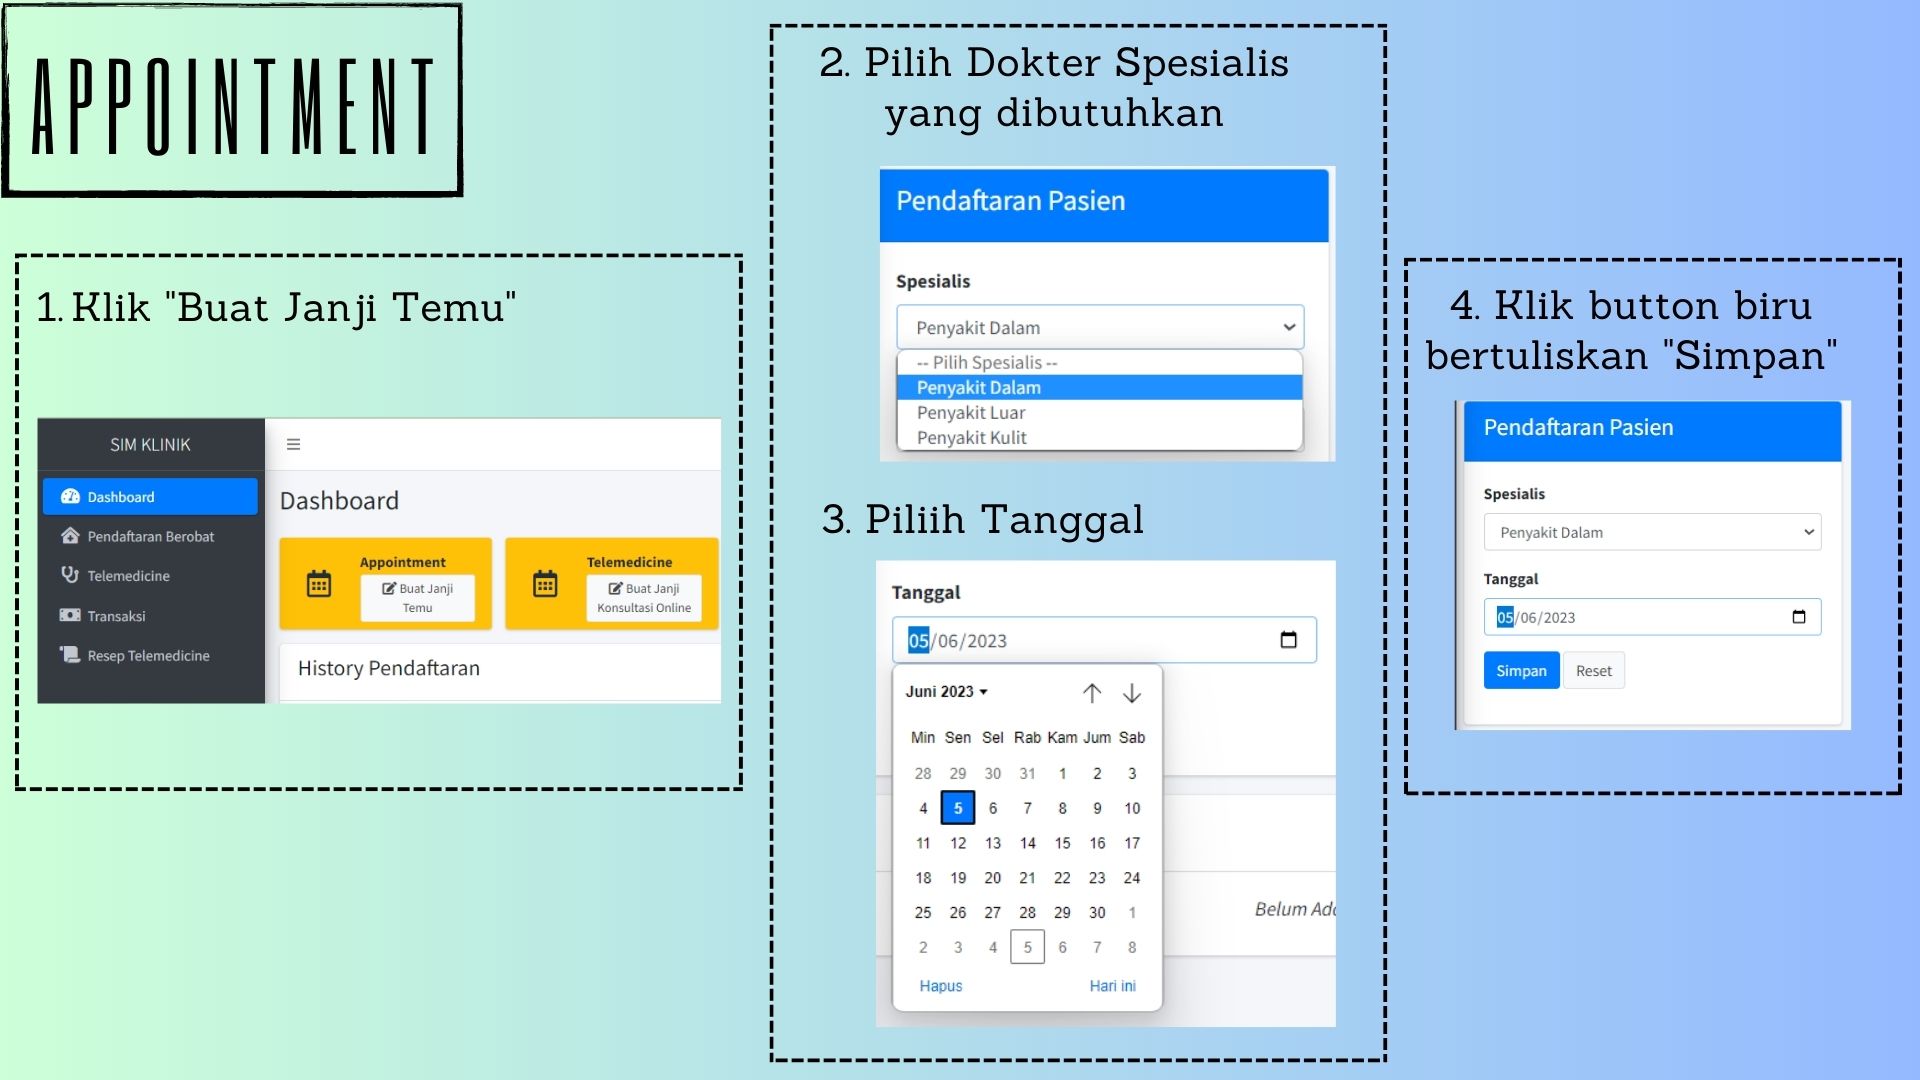 APPOINTMENT
1. Klik "Buat Janji Temu"
SIM KLINIK
Dashboard
Pendaftaran Berobat
Telemedicine
Transaksi
Resep Telemedicine
Dashboard
Appointment
Buat Janji
Temu
Telemedicine
Buat Janji
Konsultasi Online
History Pendaftaran
2. Pilih Dokter Spesialis
yang dibutuhkan
Pendaftaran Pasien
Spesialis
Penyakit Dalam
-- Pilih Spesialis --
Penyakit Dalam
Penyakit Luar
Penyakit Kulit
3. Piliih Tanggal
Tanggal
05/06/2023
Juni 2023
Min Sen Sel Rab Kam Jum Sab
28 29 30 31 1 2 3
4 5 6 7 8 9 10
11 12 13 14 15 16 17
18 19 20 21 22 23 24
25 26 27 28 29 30 1
2 3 4 5 6 7 8
Hapus Hari ini
Belum
4. Klik button biru
bertuliskan "Simpan"
Pendaftaran Pasien
Spesialis
Penyakit Dalam
Tanggal
05/06/2023
Simpan Reset